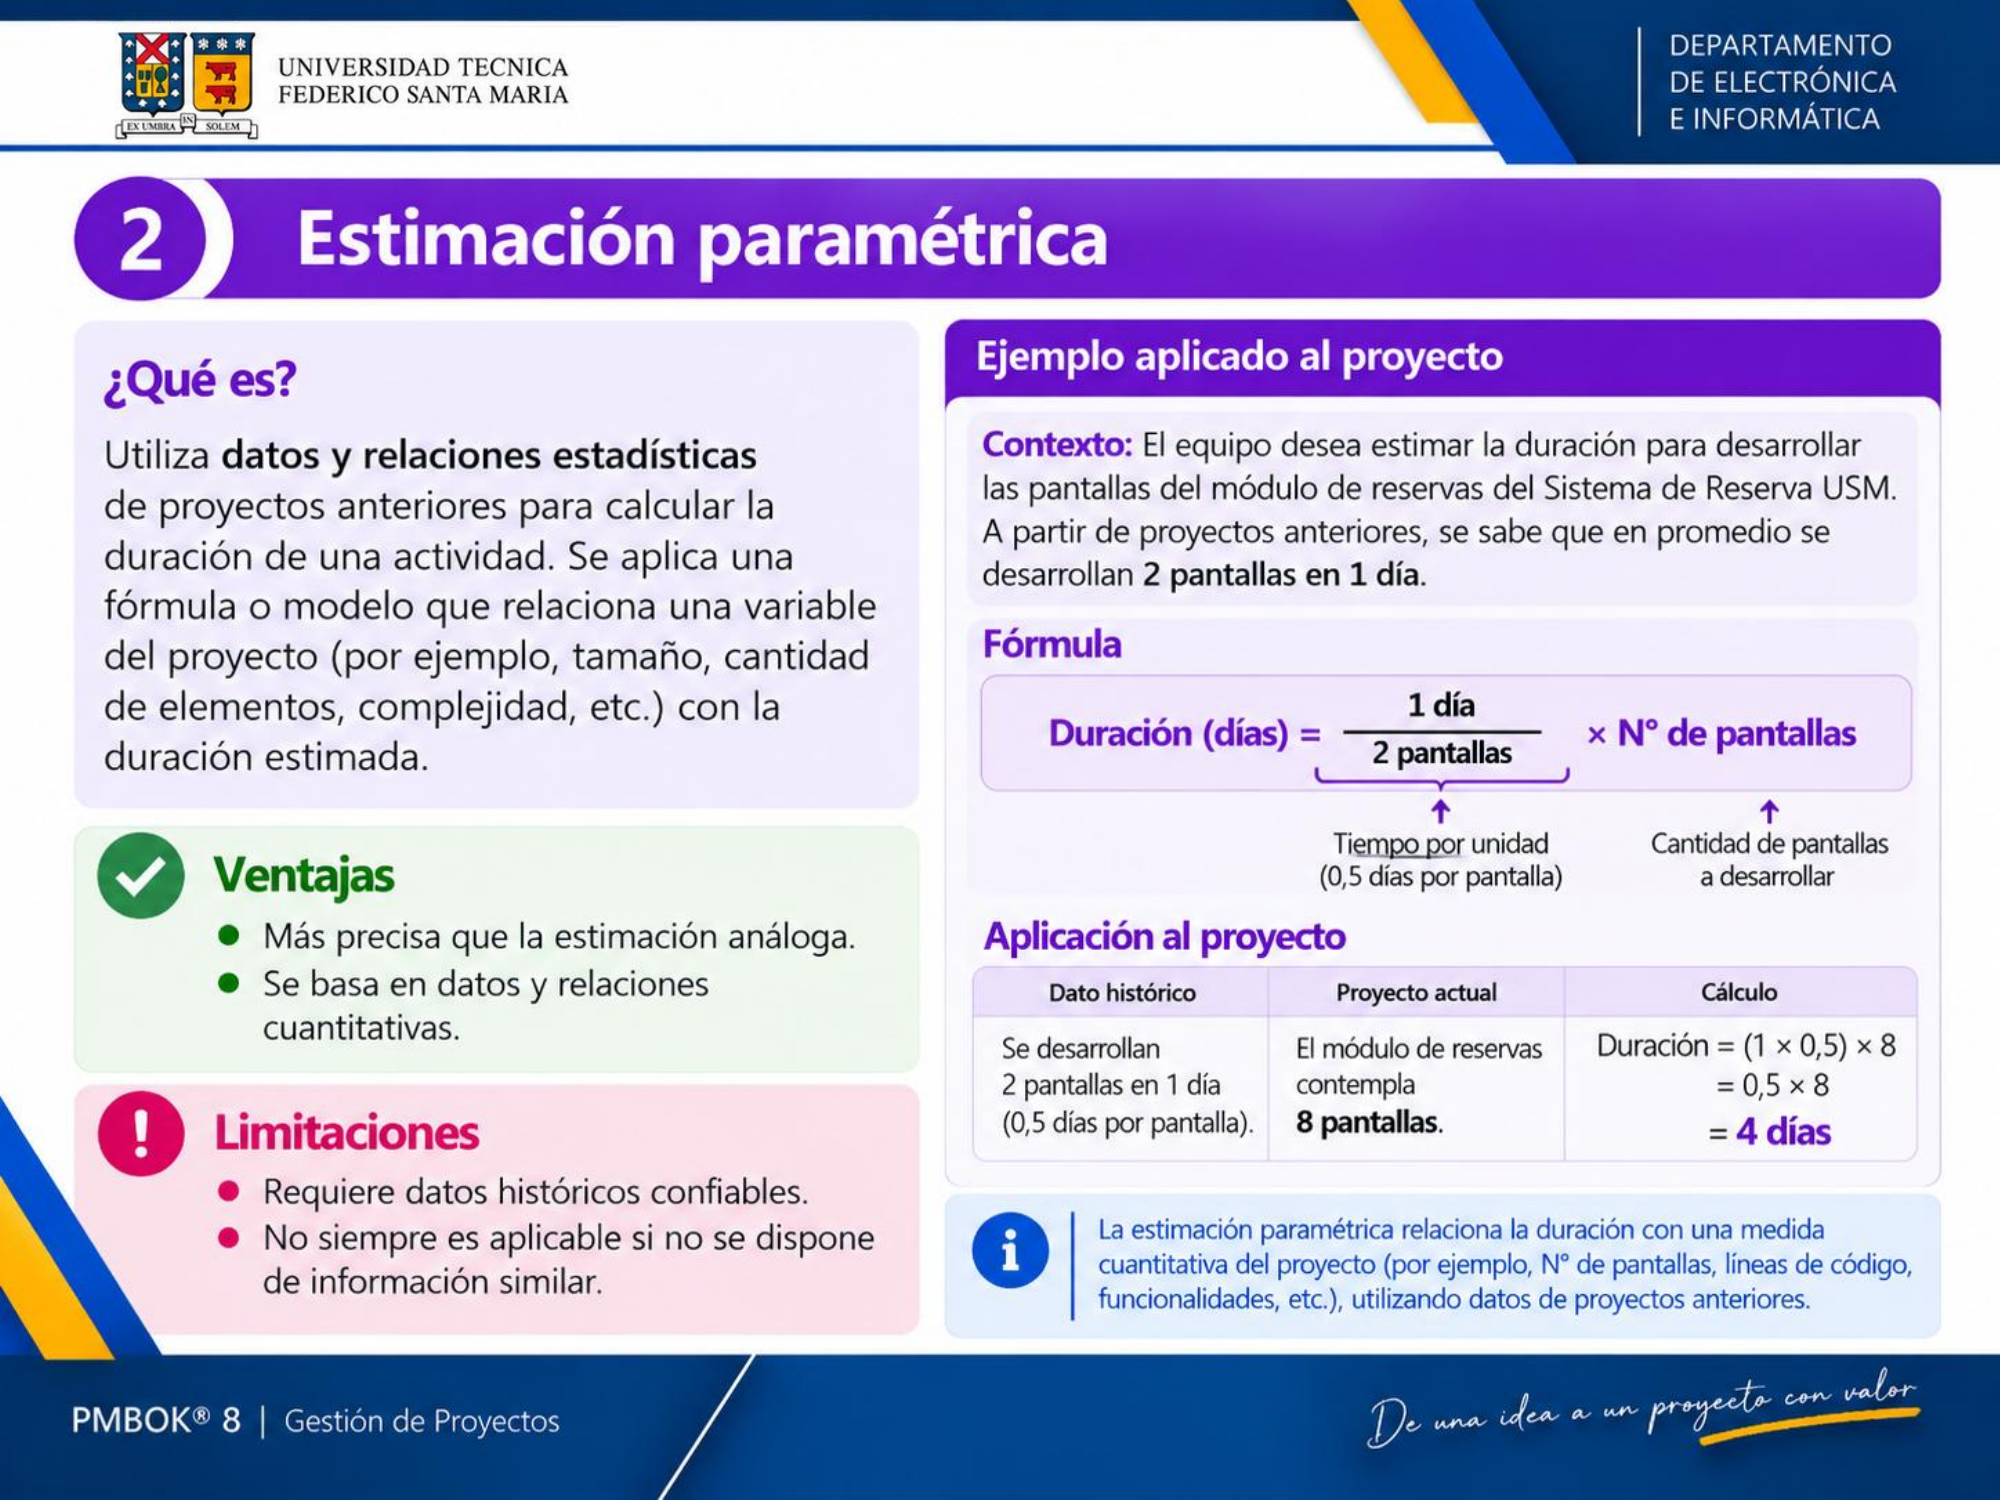 UNIVERSIDAD TECNICA
FEDERICO SANTA MARIA
EX UMBRA IN SOLEM
DEPARTAMENTO
DE ELECTRÓNICA
E INFORMÁTICA
2
Estimación paramétrica
¿Qué es?
Utiliza datos y relaciones estadísticas
de proyectos anteriores para calcular la
duración de una actividad. Se aplica una
fórmula o modelo que relaciona una variable
del proyecto (por ejemplo, tamaño, cantidad
de elementos, complejidad, etc.) con la
duración estimada.
Ventajas
● Más precisa que la estimación análoga.
● Se basa en datos y relaciones
cuantitativas.
Limitaciones
● Requiere datos históricos confiables.
● No siempre es aplicable si no se dispone
de información similar.
Ejemplo aplicado al proyecto
Contexto: El equipo desea estimar la duración para desarrollar
las pantallas del módulo de reservas del Sistema de Reserva USM.
A partir de proyectos anteriores, se sabe que en promedio se
desarrollan 2 pantallas en 1 día.
Fórmula
1 día
Duración (días) = × N° de pantallas
2 pantallas
Tiempo por unidad
(0,5 días por pantalla)
Cantidad de pantallas
a desarrollar
Aplicación al proyecto
Dato histórico
Proyecto actual
Cálculo
Se desarrollan
2 pantallas en 1 día
(0,5 días por pantalla).
El módulo de reservas
contempla
8 pantallas.
Duración = (1 × 0,5) × 8
= 0,5 × 8
= 4 días
La estimación paramétrica relaciona la duración con una medida
cuantitativa del proyecto (por ejemplo, N° de pantallas, líneas de código,
funcionalidades, etc.), utilizando datos de proyectos anteriores.
PMBOK® 8 | Gestión de Proyectos
De una idea a un proyecto con valor